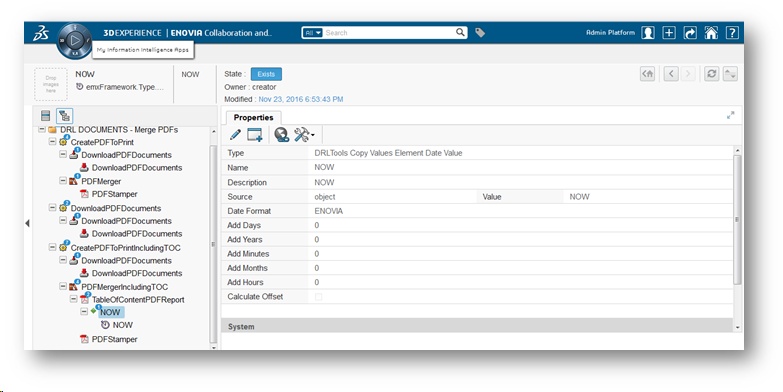 3DEXPERIENCE | ENOVIA Collaboration and..
All
Search
Admin Platform
My Information Intelligence Apps
Drop images here
NOW
emxFramework.Type....
NOW
State : Exists
Owner : creator
Modified : Nov 23, 2016 6:53:43 PM
DRL DOCUMENTS - Merge PDFs
CreatePDFToPrint
DownloadPDFDocuments
DownloadPDFDocuments
PDFMerger
PDFStamper
DownloadPDFDocuments
DownloadPDFDocuments
DownloadPDFDocuments
CreatePDFToPrintIncludingTOC
DownloadPDFDocuments
DownloadPDFDocuments
PDFMergerIncludingTOC
TableOfContentPDFReport
NOW
NOW
PDFStamper
Properties
Type DRLTools Copy Values Element Date Value
Name NOW
Description NOW
Source object Value NOW
Date Format ENOVIA
Add Days 0
Add Years 0
Add Minutes 0
Add Months 0
Add Hours 0
Calculate Offset
System